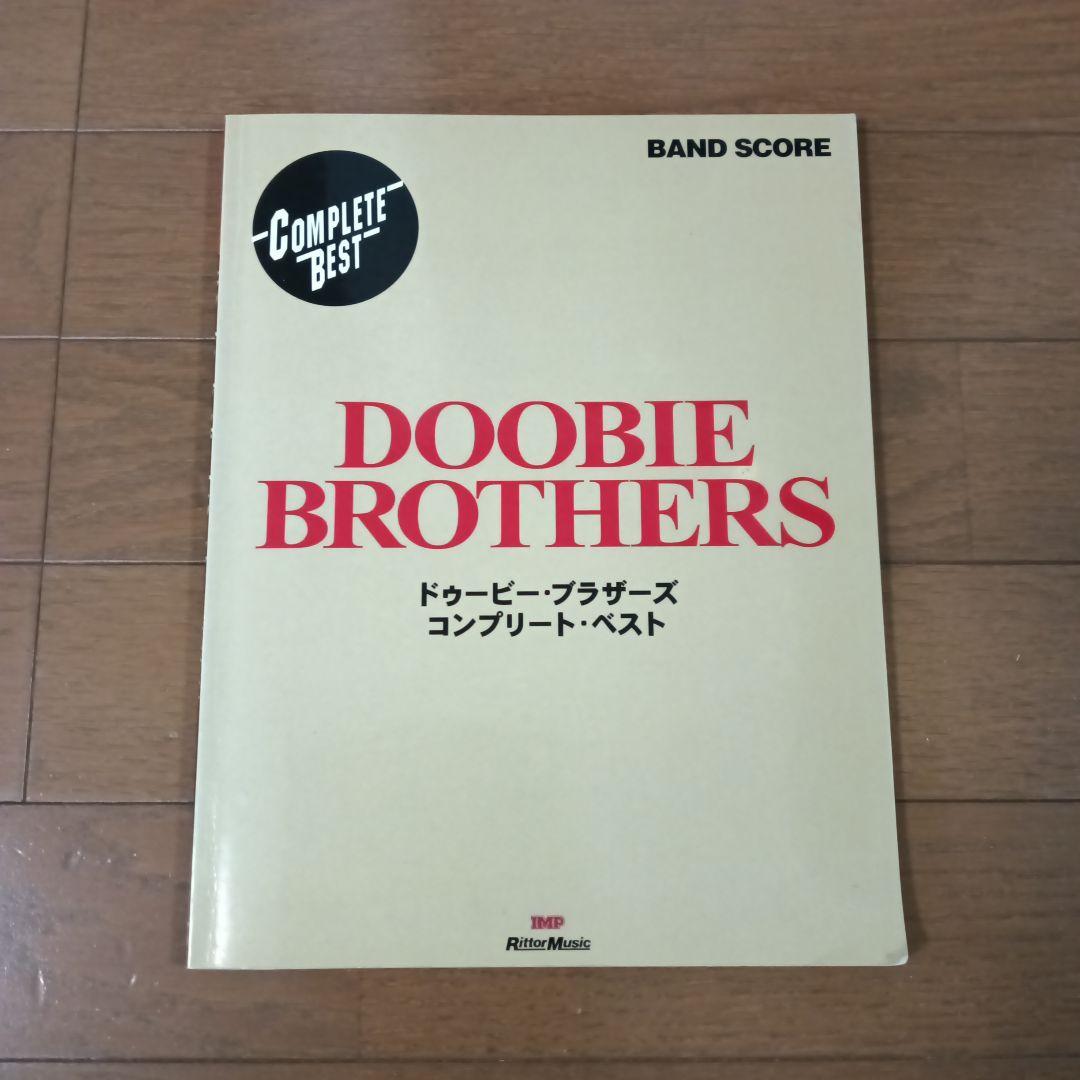 BAND SCORE
COMPLETE
BEST
DOOBIE
BROTHERS
ドゥービー・ブラザーズ
コンプリート・ベスト
IMP
Rittor Music